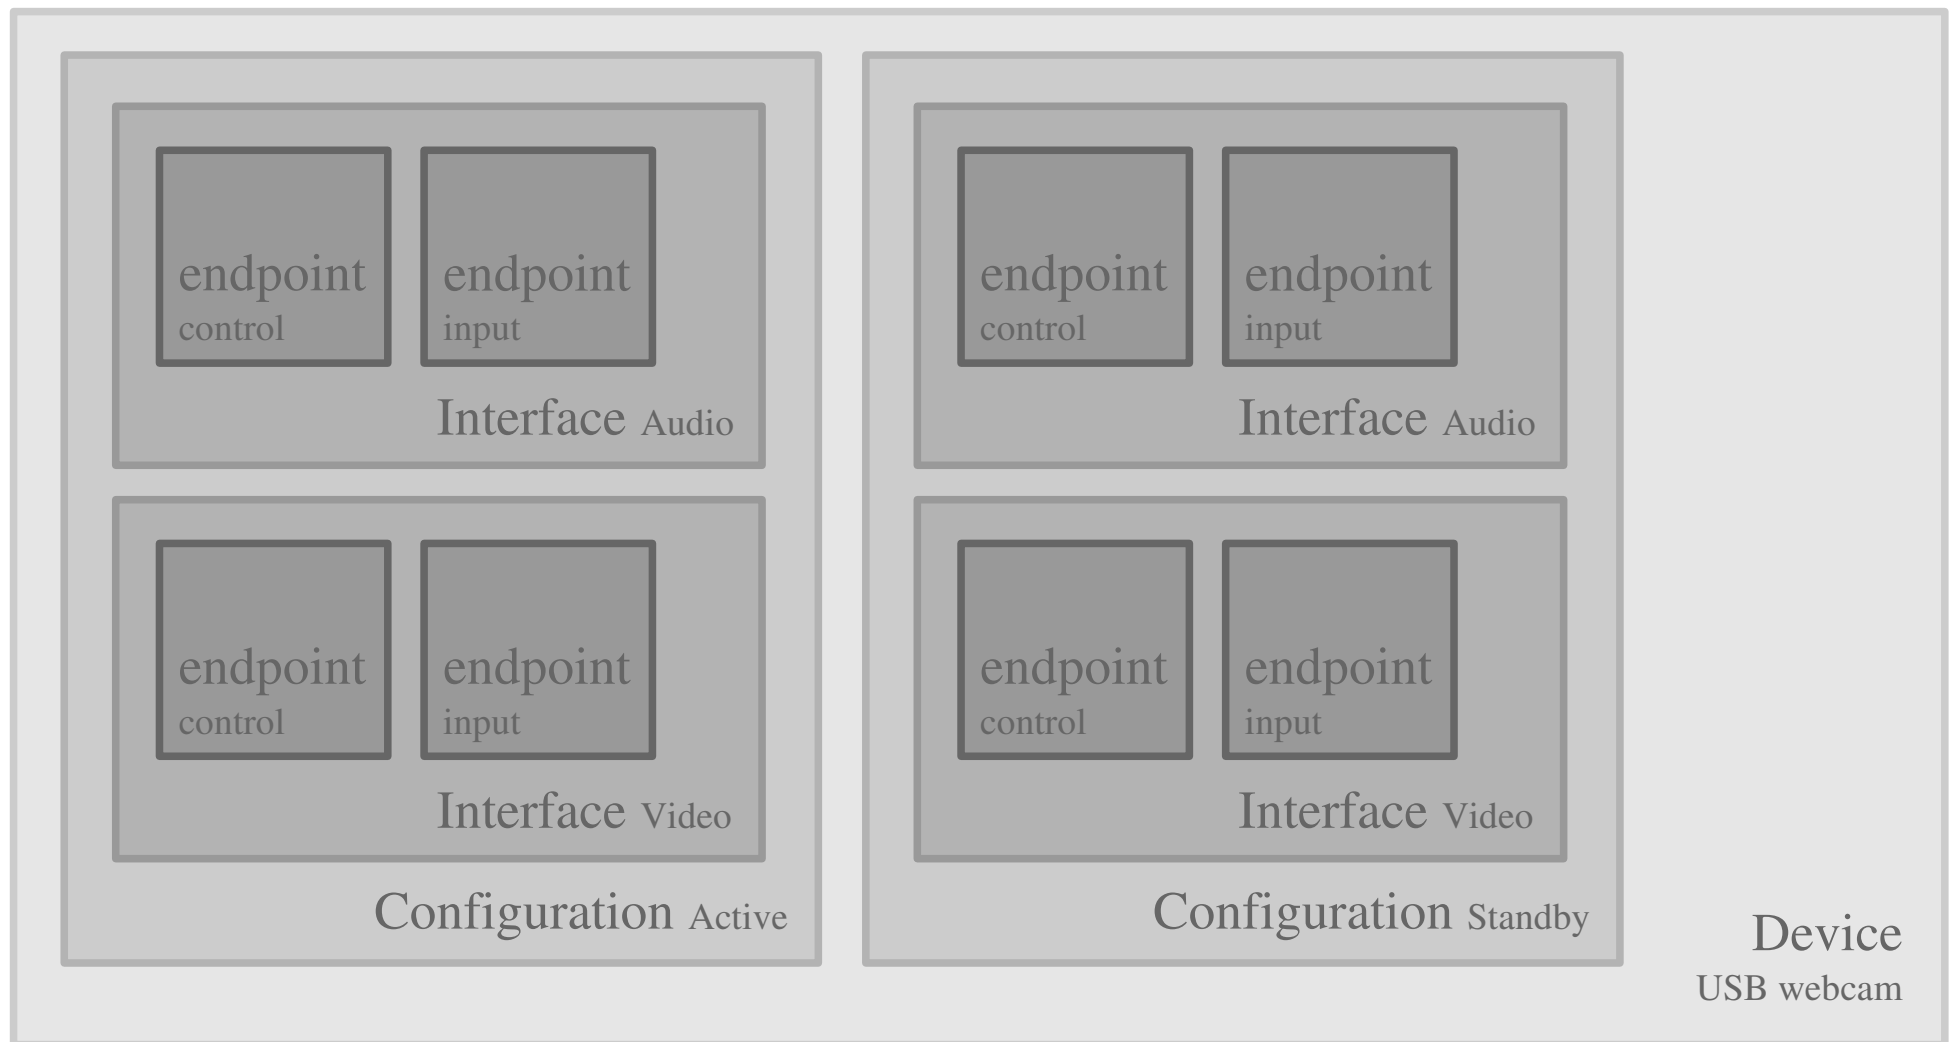 endpoint
control
endpoint
input
Interface Audio
endpoint
control
endpoint
input
Interface Video
Configuration Active
endpoint
control
endpoint
input
Interface Audio
endpoint
control
endpoint
input
Interface Video
Configuration Standby
Device
USB webcam